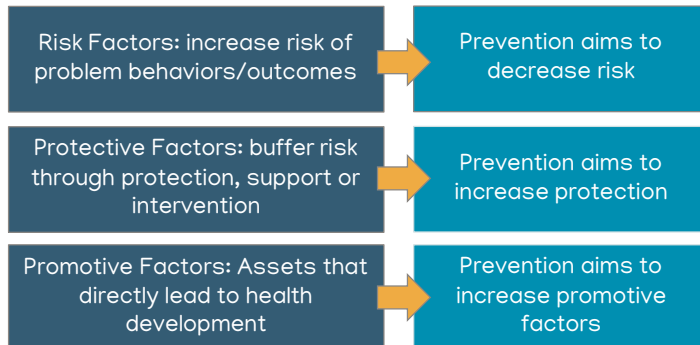 Risk Factors: increase risk of
problem behaviors/outcomes
Prevention aims to
decrease risk
Protective Factors: buffer risk
through protection, support or
intervention
Prevention aims to
increase protection
Promotive Factors: Assets that
directly lead to health
development
Prevention aims to
increase promotive
factors